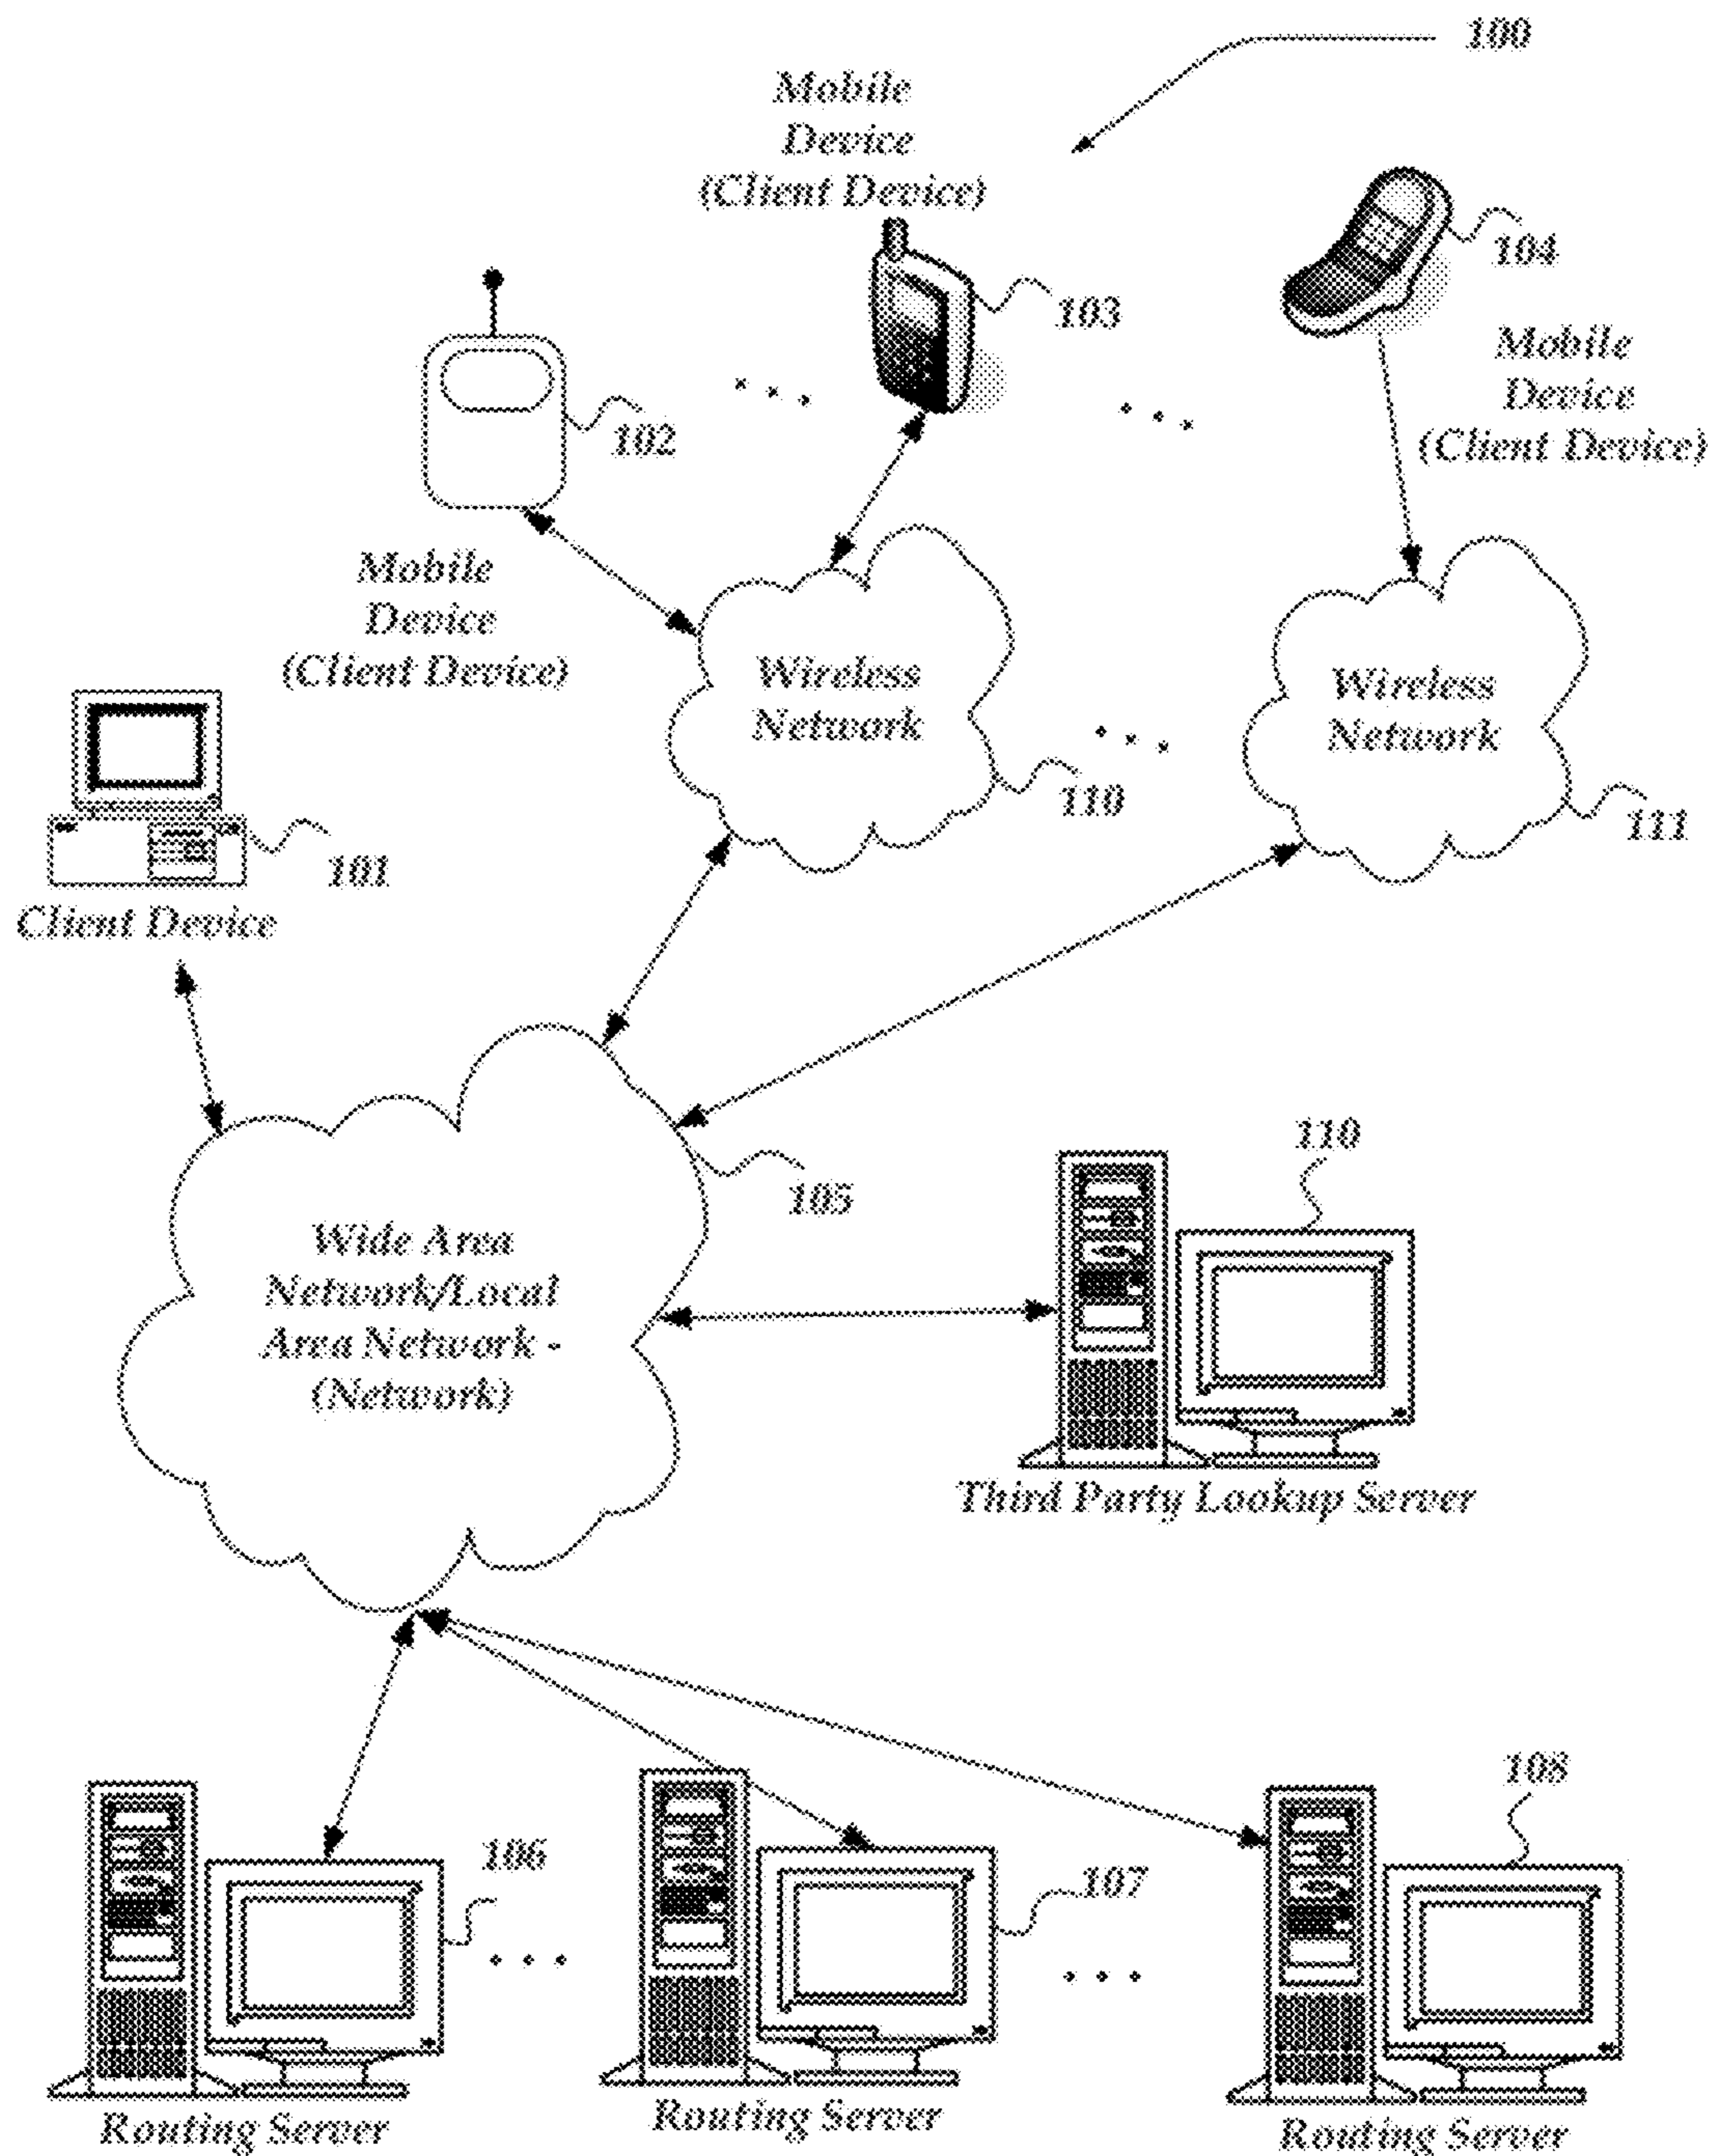 100
Mobile
Device
(Client Device)
104
103
Mobile
Device
(Client Device)
102
Mobile
Device
(Client Device)
Wireless
Network
Wireless
Network
110
111
101
Client Device
110
105
Wide Area
Network/Local
Area Network -
(Network)
Third Party Lookup Server
108
106
107
Routing Server
Routing Server
Routing Server